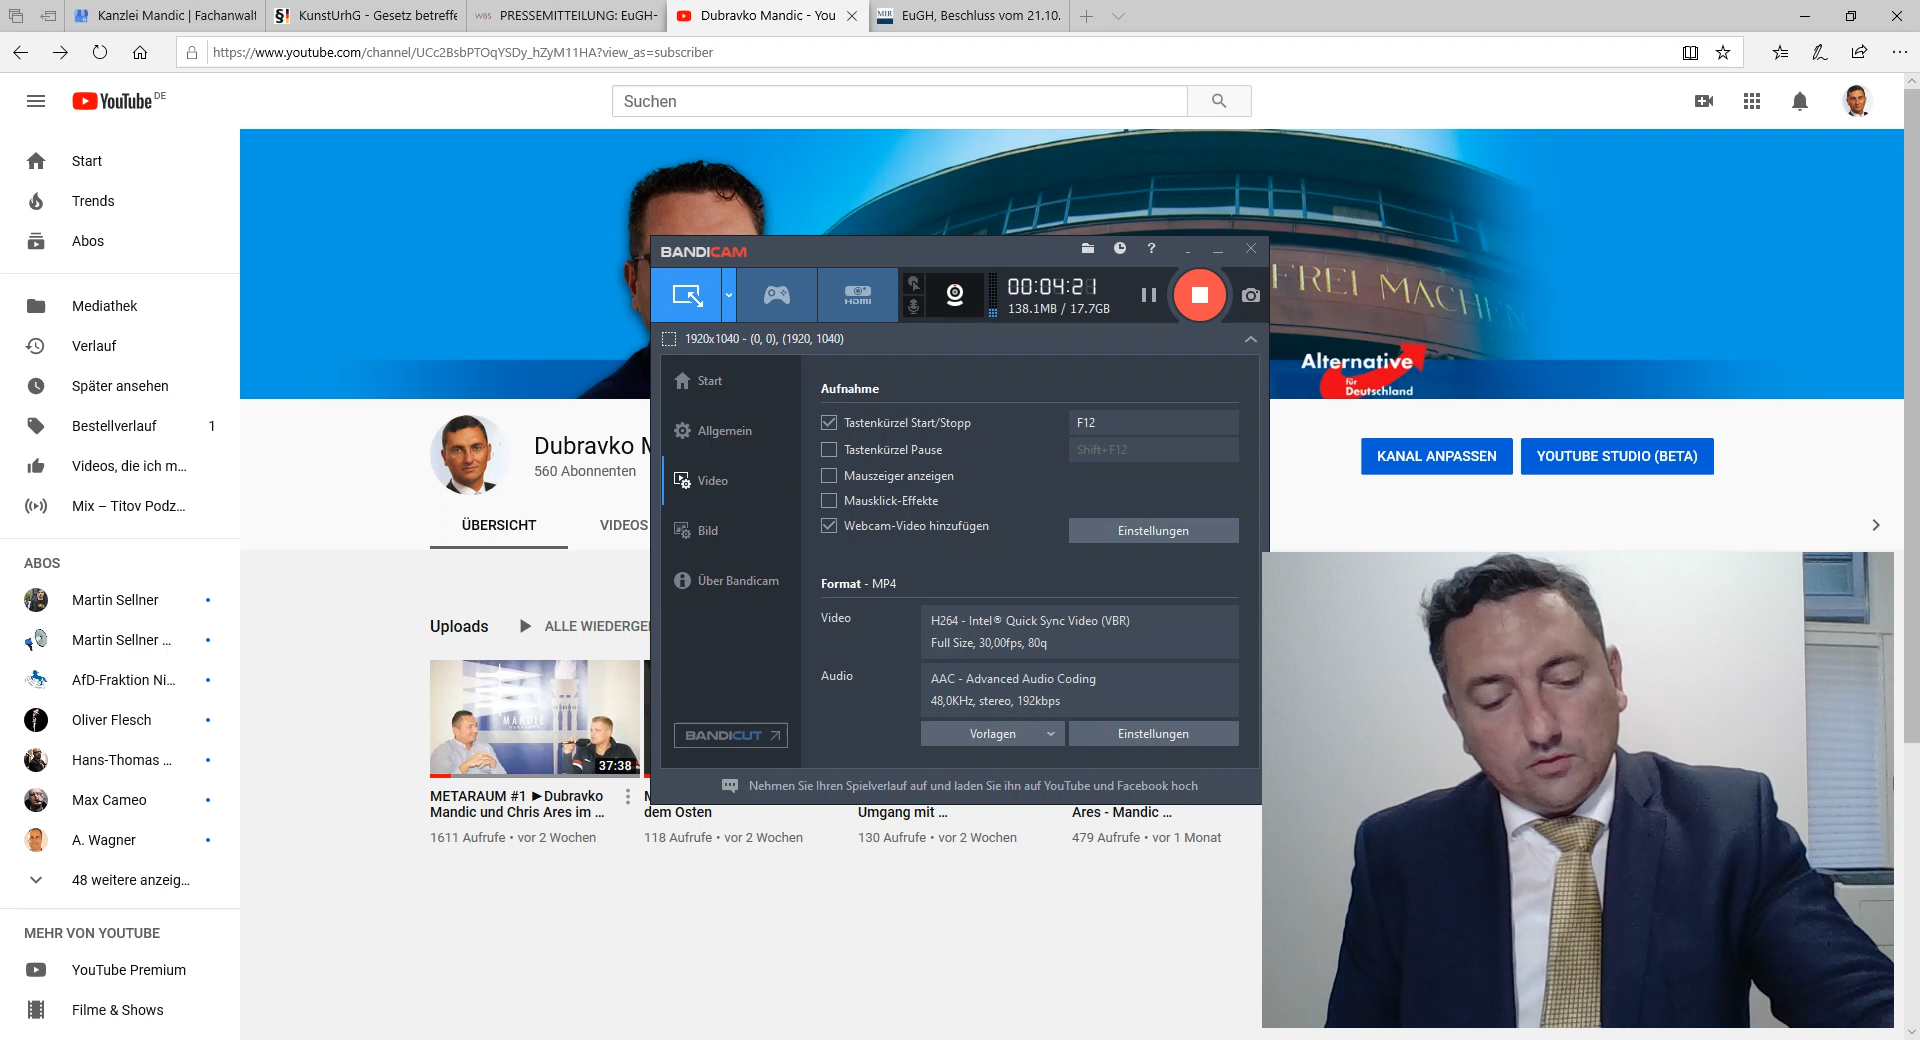 Kanzlei Mandic | Fachanwalt
KunstUrhG - Gesetz betreffe
WBS PRESSEMITTEILUNG: EuGH-
Dubravko Mandic - You
MIR EuGH, Beschluss vom 21.10.
https://www.youtube.com/channel/UCc2BsbPTOqYSDy_hZyM11HA?view_as=subscriber
YouTube DE
Suchen
Start
Trends
Abos
Mediathek
Verlauf
Später ansehen
Bestellverlauf 1
Videos, die ich m...
Mix – Titov Podz...
ABOS
Martin Sellner
Martin Sellner ...
AfD-Fraktion Ni...
Oliver Flesch
Hans-Thomas ...
Max Cameo
A. Wagner
48 weitere anzeig...
MEHR VON YOUTUBE
YouTube Premium
Filme & Shows
FREI MACHEN
Alternative
für
Deutschland
Dubravko M
560 Abonnenten
KANAL ANPASSEN
YOUTUBE STUDIO (BETA)
ÜBERSICHT
VIDEOS
Uploads
ALLE WIEDERGE
MANDIC
37:38
METARAUM #1 ►Dubravko
Mandic und Chris Ares im ...
1611 Aufrufe • vor 2 Wochen
dem Osten
118 Aufrufe • vor 2 Wochen
Umgang mit ...
130 Aufrufe • vor 2 Wochen
Ares - Mandic ...
479 Aufrufe • vor 1 Monat
BANDICAM
?
HDMI
00:04:21
138.1MB / 17.7GB
1920x1040 - (0, 0), (1920, 1040)
Start
Allgemein
Video
Bild
Über Bandicam
BANDICUT
Aufnahme
Tastenkürzel Start/Stopp F12
Tastenkürzel Pause Shift+F12
Mauszeiger anzeigen
Mausklick-Effekte
Webcam-Video hinzufügen Einstellungen
Format - MP4
Video
H264 - Intel® Quick Sync Video (VBR)
Full Size, 30,00fps, 80q
Audio
AAC - Advanced Audio Coding
48,0KHz, stereo, 192kbps
Vorlagen
Einstellungen
Nehmen Sie Ihren Spielverlauf auf und laden Sie ihn auf YouTube und Facebook hoch